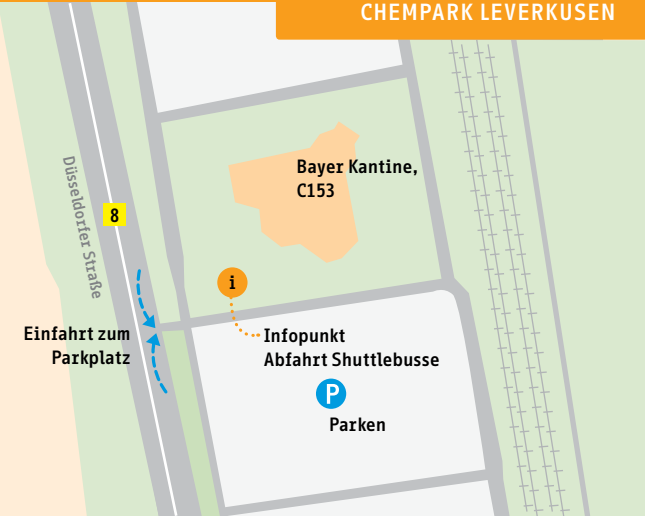 CHEMPARK LEVERKUSEN
Bayer Kantine,
C153
Düsseldorfer Straße
8
i
Einfahrt zum
Parkplatz
Infopunkt
Abfahrt Shuttlebusse
P
Parken